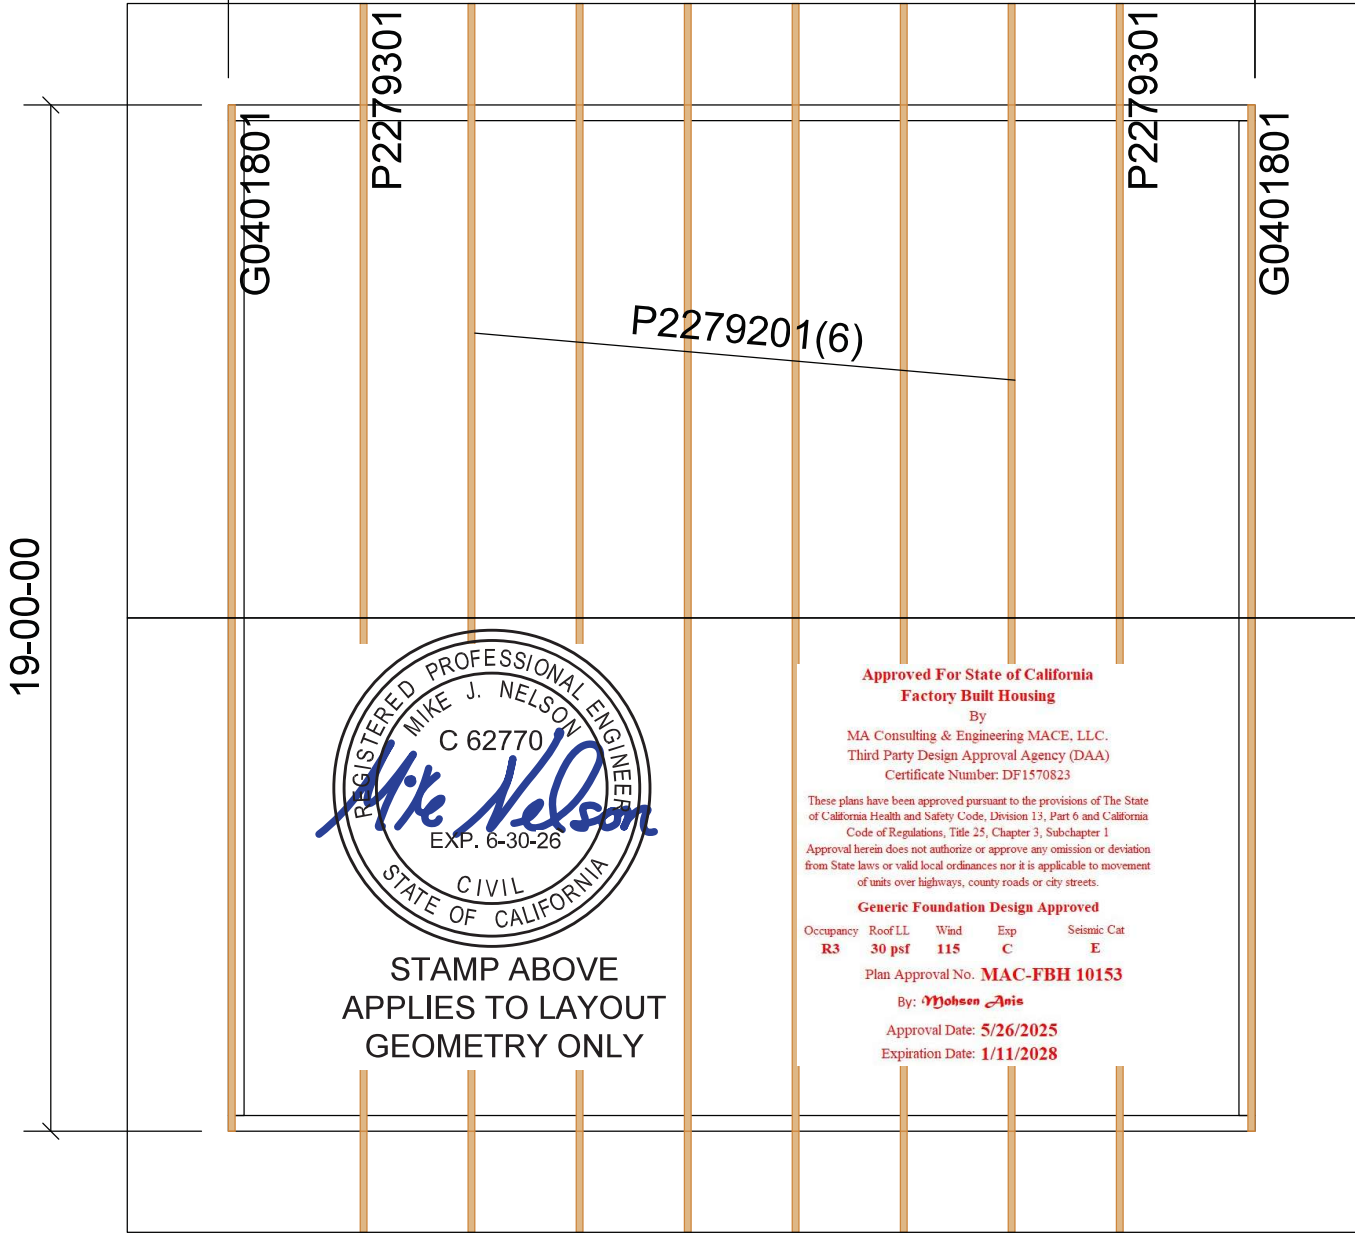 P2279301
P2279301
G0401801
G0401801
P2279201(6)
19-00-00
REGISTERED PROFESSIONAL ENGINEER
MIKE J. NELSON
C 62770
Mike Nelson
EXP. 6-30-26
CIVIL
STATE OF CALIFORNIA
STAMP ABOVE
APPLIES TO LAYOUT
GEOMETRY ONLY
Approved For State of California
Factory Built Housing
By
MA Consulting & Engineering MACE, LLC.
Third Party Design Approval Agency (DAA)
Certificate Number: DF1570823
These plans have been approved pursuant to the provisions of The State
of California Health and Safety Code, Division 13, Part 6 and California
Code of Regulations, Title 25, Chapter 3, Subchapter 1
Approval herein does not authorize or approve any omission or deviation
from State laws or valid local ordinances nor it is applicable to movement
of units over highways, county roads or city streets.
Generic Foundation Design Approved
Occupancy Roof LL Wind Exp Seismic Cat
R3 30 psf 115 C E
Plan Approval No. MAC-FBH 10153
By: Mohsen Anis
Approval Date: 5/26/2025
Expiration Date: 1/11/2028